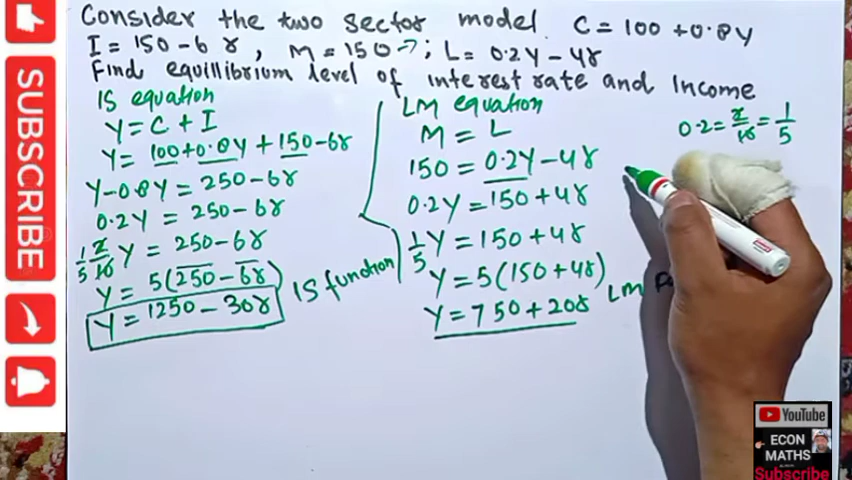 Consider the two sector model. C = 100 + 0.8Y
I = 150 - 6r, M = 150 → ; L = 0.2Y - 4r
Find equillibrium level of interest rate and Income
IS equation
Y = C + I
Y = 100 + 0.8Y + 150 - 6r
Y - 0.8Y = 250 - 6r
0.2Y = 250 - 6r
1/5 2/10 Y = 250 - 6r
Y = 5(250 - 6r)
Y = 1250 - 30r
IS function
LM equation
M = L
150 = 0.2Y - 4r
0.2Y = 150 + 4r
1/5 Y = 150 + 4r
Y = 5(150 + 4r)
Y = 750 + 20r
LM
0.2 = 2/10 = 1/5
SUBSCRIBE
YouTube
ECON
MATHS
Subscribe